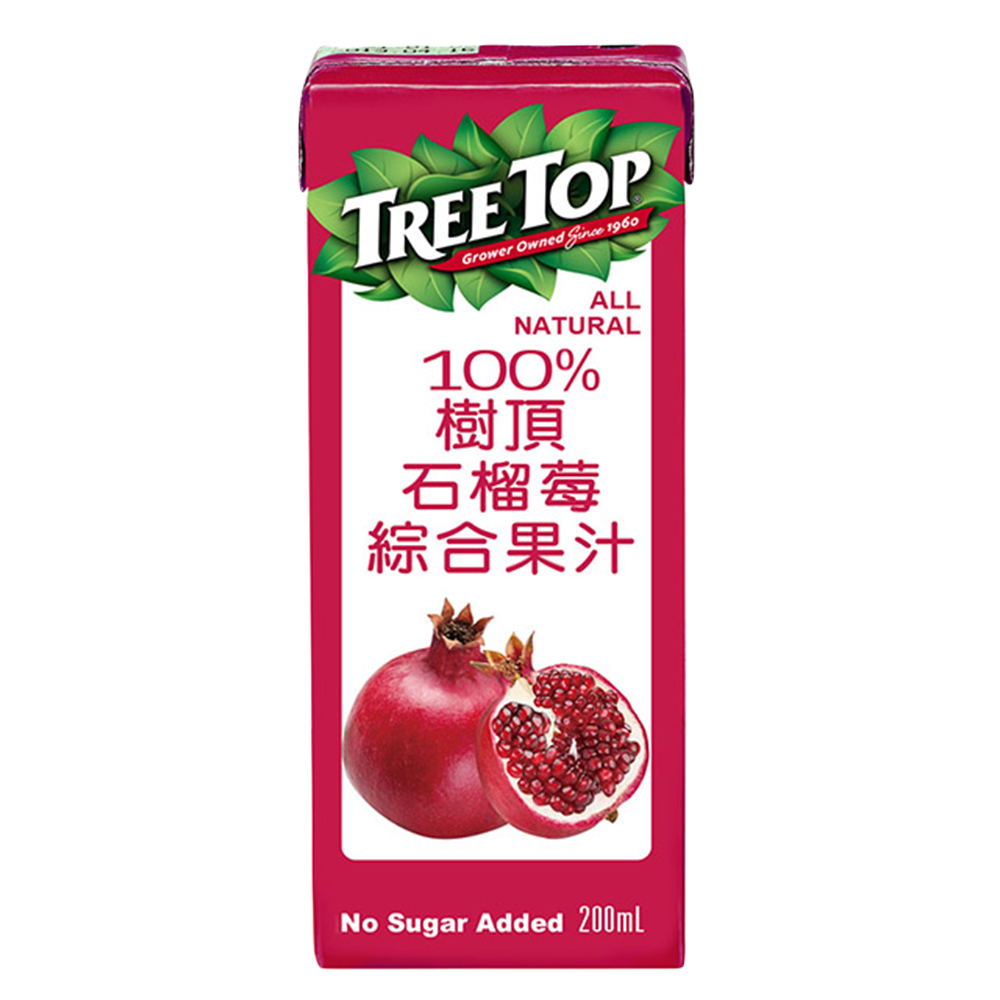 TREE TOP
Grower Owned Since 1960
ALL
NATURAL
100%
樹頂
石榴莓
綜合果汁
No Sugar Added 200mL